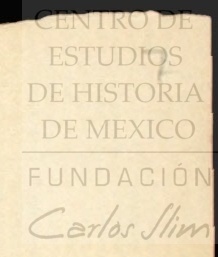 CENTRO DE
ESTUDIOS
DE HISTORIA
DE MEXICO
FUNDACIÓN
Carlos Slim